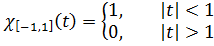 χ[-1,1](t) = {1, |t| < 1
0, |t| > 1